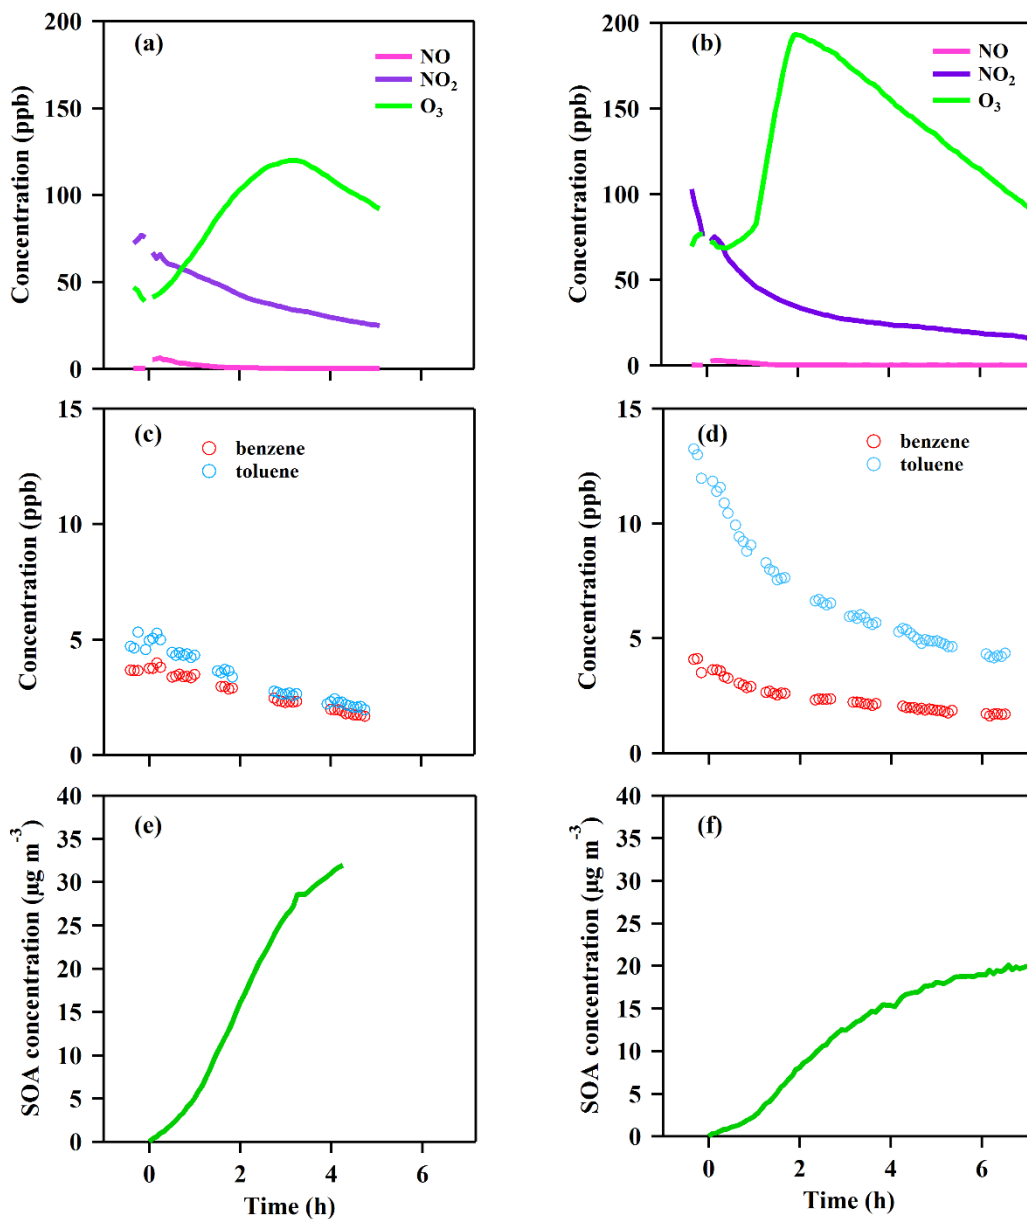 200
150
100
50
0
Concentration (ppb)
(a)
NO
NO2
O3
200
150
100
50
0
Concentration (ppb)
(b)
NO
NO2
O3
15
10
5
0
Concentration (ppb)
(c)
benzene
toluene
15
10
5
0
Concentration (ppb)
(d)
benzene
toluene
40
35
30
25
20
15
10
5
0
SOA concentration (µg m-3)
(e)
0 2 4 6
Time (h)
40
35
30
25
20
15
10
5
0
SOA concentration (µg m-3)
(f)
0 2 4 6
Time (h)